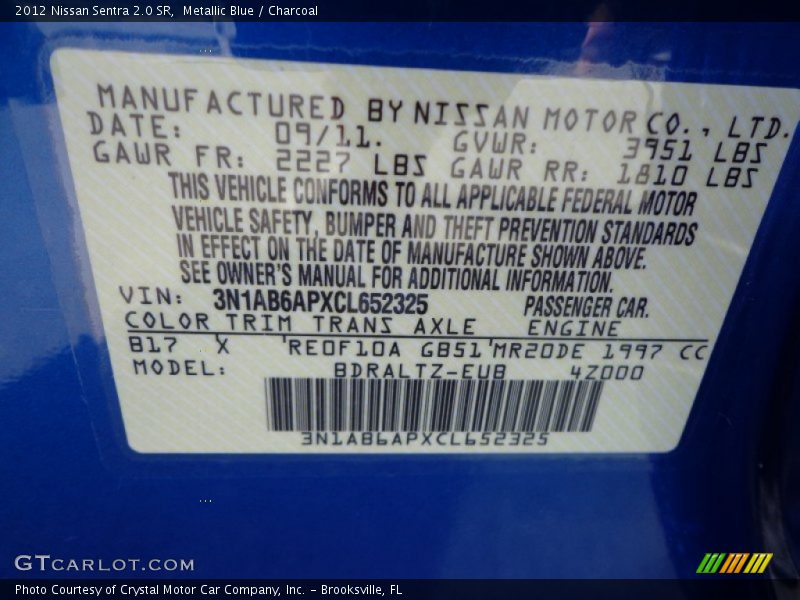 2012 Nissan Sentra 2.0 SR, Metallic Blue / Charcoal
MANUFACTURED BY NISSAN MOTOR CO., LTD.
DATE: 09/11. GVWR: 3951 LBS
GAWR FR: 2227 LBS GAWR RR: 1810 LBS
THIS VEHICLE CONFORMS TO ALL APPLICABLE FEDERAL MOTOR
VEHICLE SAFETY, BUMPER AND THEFT PREVENTION STANDARDS
IN EFFECT ON THE DATE OF MANUFACTURE SHOWN ABOVE.
SEE OWNER'S MANUAL FOR ADDITIONAL INFORMATION.
VIN: 3N1AB6APXCL652325 PASSENGER CAR.
COLOR TRIM TRANS AXLE ENGINE
B17 X 'RE0F10A GB51'MR20DE 1997 CC
MODEL: BDRALTZ-EUB 4Z000
3N1AB6APXCL652325
GTCARLOT.COM
Photo Courtesy of Crystal Motor Car Company, Inc. - Brooksville, FL